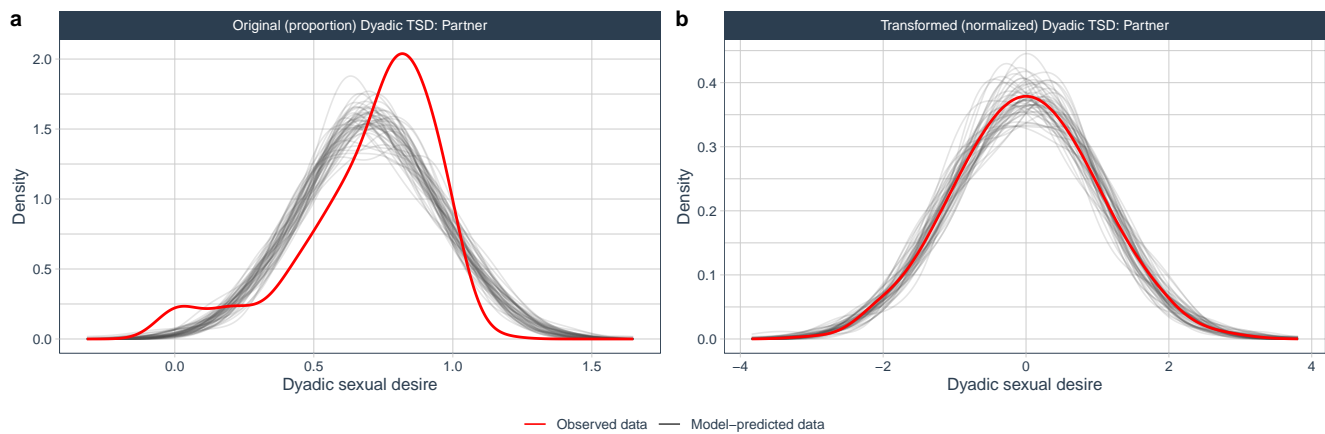 a
Original (proportion) Dyadic TSD: Partner
2.0
1.5
1.0
0.5
0.0
Density
0.0 0.5 1.0 1.5
Dyadic sexual desire
b
Transformed (normalized) Dyadic TSD: Partner
0.4
0.3
0.2
0.1
0.0
Density
−4 −2 0 2 4
Dyadic sexual desire
Observed data Model−predicted data